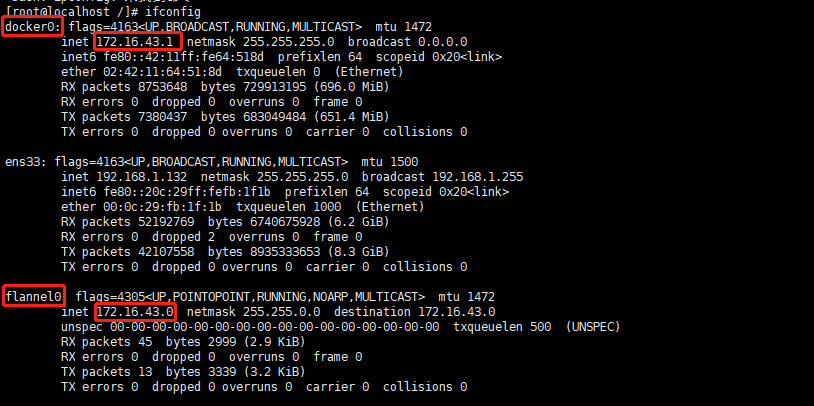 [root@localhost /]# ifconfig
docker0: flags=4163<UP,BROADCAST,RUNNING,MULTICAST>  mtu 1472
        inet 172.16.43.1  netmask 255.255.255.0  broadcast 0.0.0.0
        inet6 fe80::42:11ff:fe64:518d  prefixlen 64  scopeid 0x20<link>
        ether 02:42:11:64:51:8d  txqueuelen 0  (Ethernet)
        RX packets 8753648  bytes 729913195 (696.0 MiB)
        RX errors 0  dropped 0  overruns 0  frame 0
        TX packets 7380437  bytes 683049484 (651.4 MiB)
        TX errors 0  dropped 0 overruns 0  carrier 0  collisions 0
ens33: flags=4163<UP,BROADCAST,RUNNING,MULTICAST>  mtu 1500
        inet 192.168.1.132  netmask 255.255.255.0  broadcast 192.168.1.255
        inet6 fe80::20c:29ff:fefb:1f1b  prefixlen 64  scopeid 0x20<link>
        ether 00:0c:29:fb:1f:1b  txqueuelen 1000  (Ethernet)
        RX packets 52192769  bytes 6740675928 (6.2 GiB)
        RX errors 0  dropped 2  overruns 0  frame 0
        TX packets 42107558  bytes 8935333653 (8.3 GiB)
        TX errors 0  dropped 0 overruns 0  carrier 0  collisions 0
flannel0  flags=4305<UP,POINTOPOINT,RUNNING,NOARP,MULTICAST>  mtu 1472
        inet 172.16.43.0  netmask 255.255.0.0  destination 172.16.43.0
        unspec 00-00-00-00-00-00-00-00-00-00-00-00-00-00-00-00  txqueuelen 500  (UNSPEC)
        RX packets 45  bytes 2999 (2.9 KiB)
        RX errors 0  dropped 0  overruns 0  frame 0
        TX packets 13  bytes 3339 (3.2 KiB)
        TX errors 0  dropped 0 overruns 0  carrier 0  collisions 0